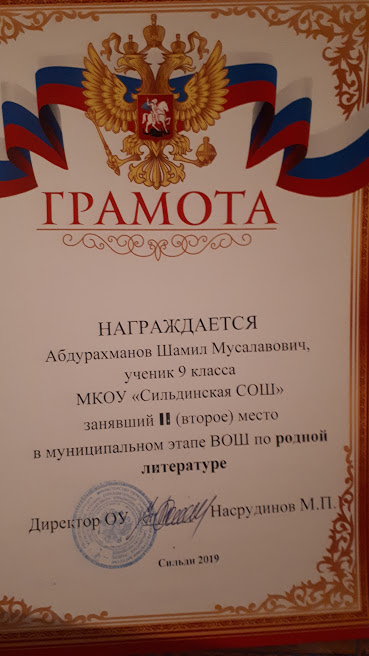 ГРАМОТА
НАГРАЖДАЕТСЯ
Абдурахманов Шамил Мусалавович,
ученик 9 класса
МКОУ «Сильдинская СОШ»
занявший II (второе) место
в муниципальном этапе ВОШ по родной
литературе
Директор ОУ Насрудинов М.П.
Сильди 2019